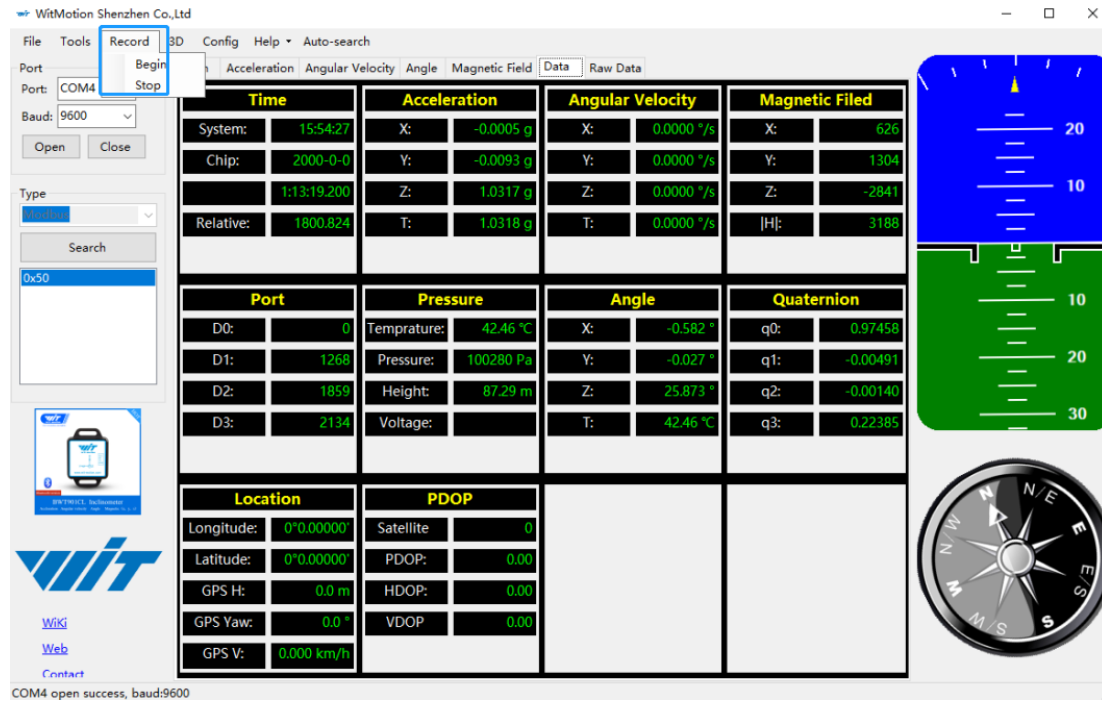 WitMotion Shenzhen Co.,Ltd
File Tools Record 3D Config Help Auto-search
Begin
Stop
Port
Port: COM4
Baud: 9600
Open Close
Type
Modbus
Search
0x50
Acceleration Angular Velocity Angle Magnetic Field Data Raw Data
Time
System: 15:54:27
Chip: 2000-0-0
1:13:19.200
Relative: 1800.824
Acceleration
X: -0.0005 g
Y: -0.0093 g
Z: 1.0317 g
T: 1.0318 g
Angular Velocity
X: 0.0000 °/s
Y: 0.0000 °/s
Z: 0.0000 °/s
T: 0.0000 °/s
Magnetic Filed
X: 626
Y: 1304
Z: -2841
|H|: 3188
Port
D0: 0
D1: 1268
D2: 1859
D3: 2134
Pressure
Temprature: 42.46 ℃
Pressure: 100280 Pa
Height: 87.29 m
Voltage:
Angle
X: -0.582 °
Y: -0.027 °
Z: 25.873 °
T: 42.46 ℃
Quaternion
q0: 0.97458
q1: -0.00491
q2: -0.00140
q3: 0.22385
Location
Longitude: 0°0.00000'
Latitude: 0°0.00000'
GPS H: 0.0 m
GPS Yaw: 0.0 °
GPS V: 0.000 km/h
PDOP
Satellite 0
PDOP: 0.00
HDOP: 0.00
VDOP 0.00
20
10
10
20
30
N
N/E
E
E/S
S
W/S
W
N/W
BWT901CL Inclinometer
WiT
WiKi
Web
Contact
COM4 open success, baud:9600